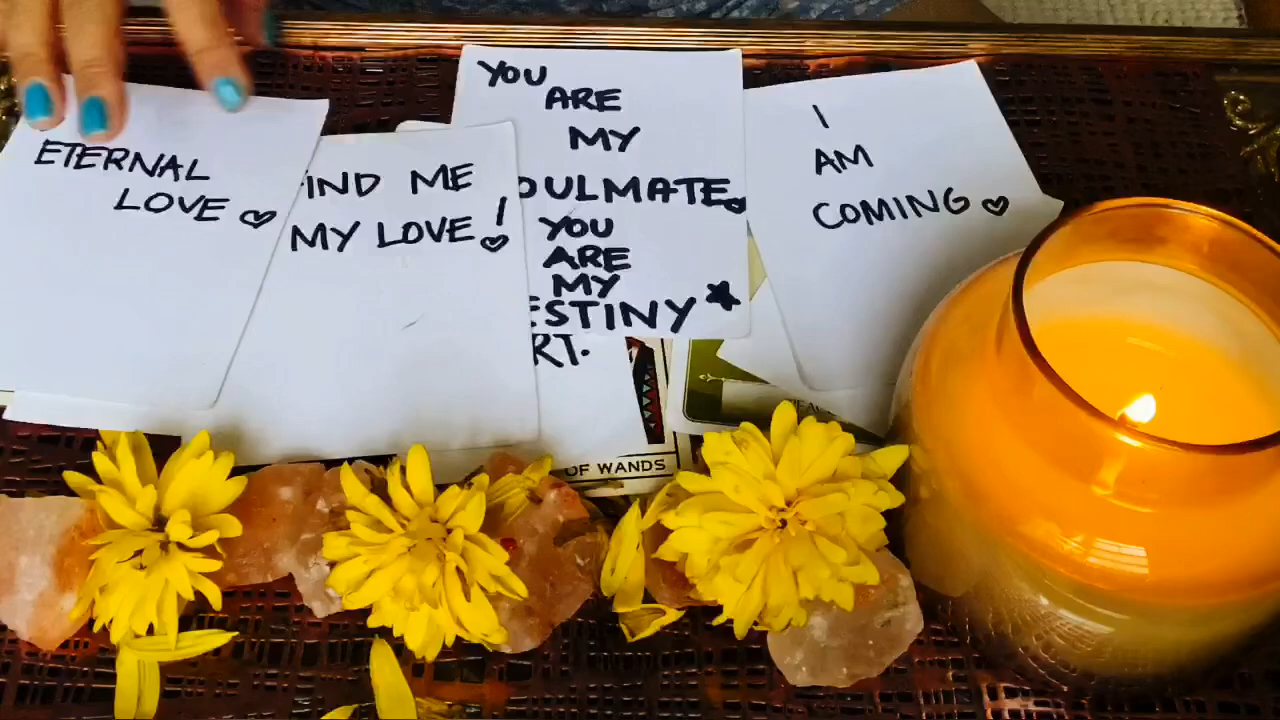 ETERNAL
LOVE
IND ME
MY LOVE!
YOU
ARE
MY
OULMATE
YOU
ARE
MY
ESTINY
RT.
I
AM
COMING
OF WANDS